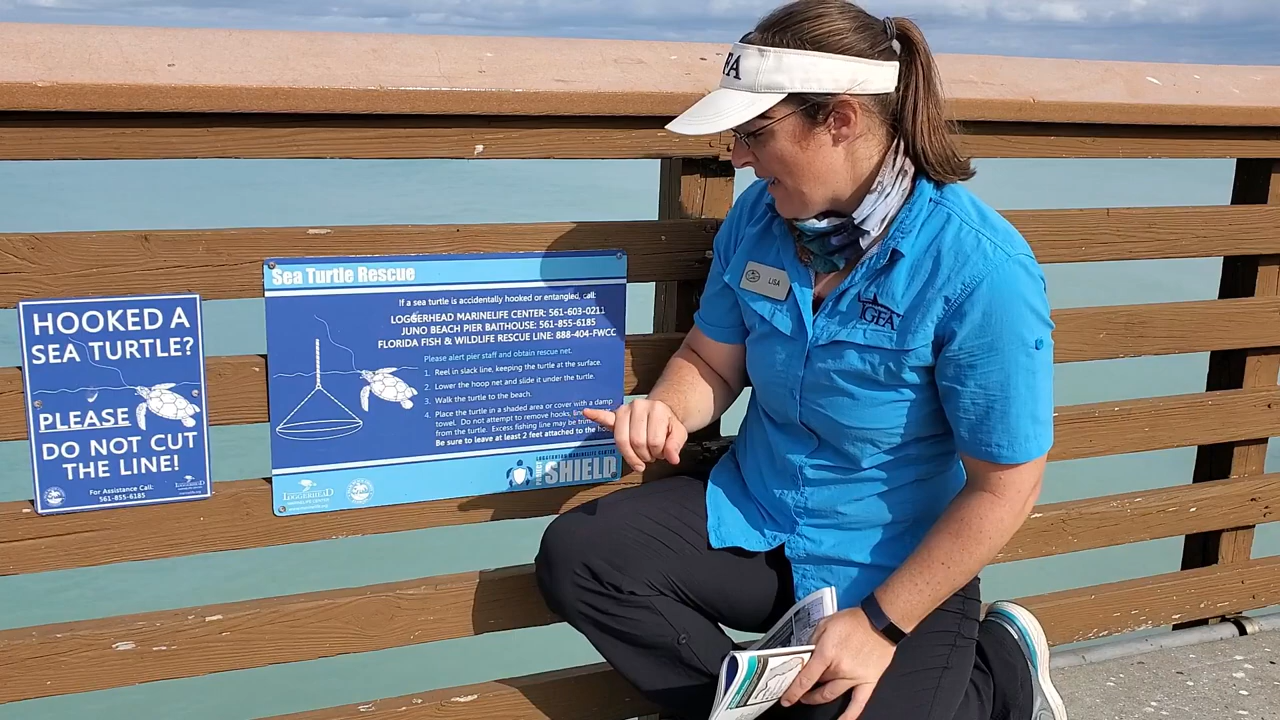 HOOKED A
SEA TURTLE?
PLEASE
DO NOT CUT
THE LINE!
For Assistance Call:
561-855-6185
Sea Turtle Rescue
If a sea turtle is accidentally hooked or entangled, call:
LOGGERHEAD MARINELIFE CENTER: 561-603-0211
JUNO BEACH PIER BAITHOUSE: 561-855-6185
FLORIDA FISH & WILDLIFE RESCUE LINE: 888-404-FWCC
Please alert pier staff and obtain rescue net.
1. Reel in slack line, keeping the turtle at the surface.
2. Lower the hoop net and slide it under the turtle.
3. Walk the turtle to the beach.
4. Place the turtle in a shaded area or cover with a damp
towel. Do not attempt to remove hooks,
from the turtle. Excess fishing line may be
Be sure to leave at least 2 feet attached to the
LOGGERHEAD MARINELIFE CENTER
PROJECT SHIELD
LOGGERHEAD
MARINELIFE CENTER
LISA
IGFA